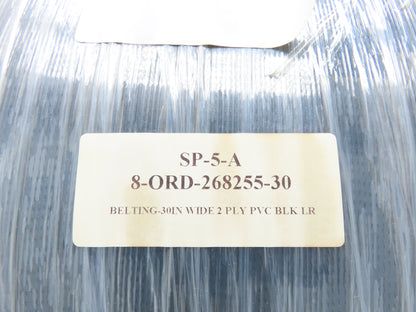 SP-5-A
8-ORD-268255-30
BELTING-30IN WIDE 2 PLY PVC BLK LR